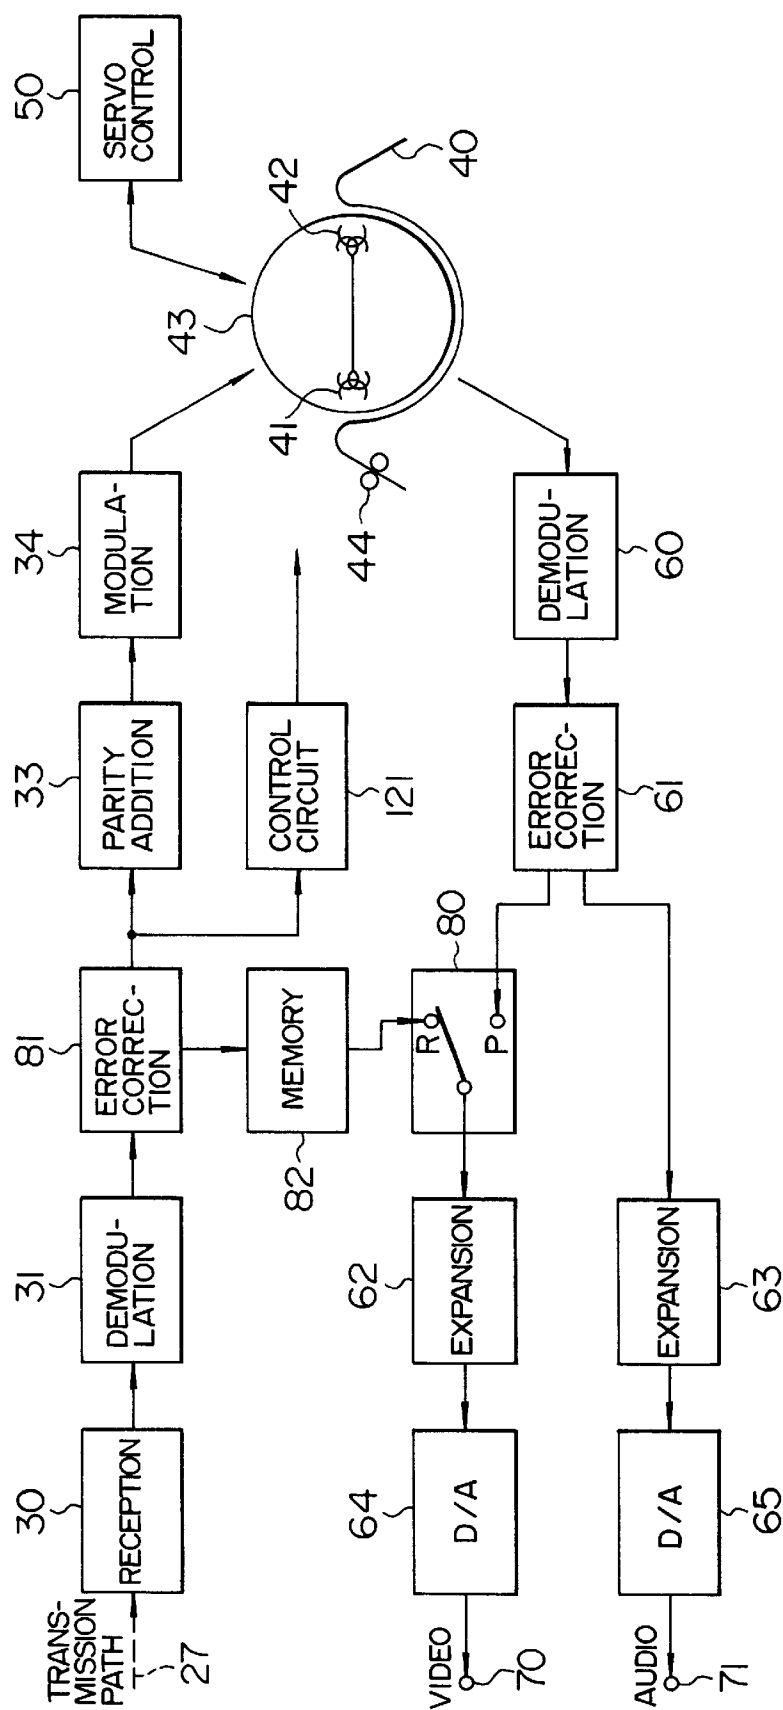 TRANS-
MISSION
PATH
27
30
RECEPTION
31
DEMODU-
LATION
81
ERROR
CORREC-
TION
33
PARITY
ADDITION
34
MODULA-
TION
50
SERVO
CONTROL
82
MEMORY
CONTROL
CIRCUIT
121
43
41
42
44
40
VIDEO
70
64
D/A
62
EXPANSION
80
R
P
ERROR
CORREC-
TION
61
DEMODU-
LATION
60
AUDIO
71
D/A
65
EXPANSION
63